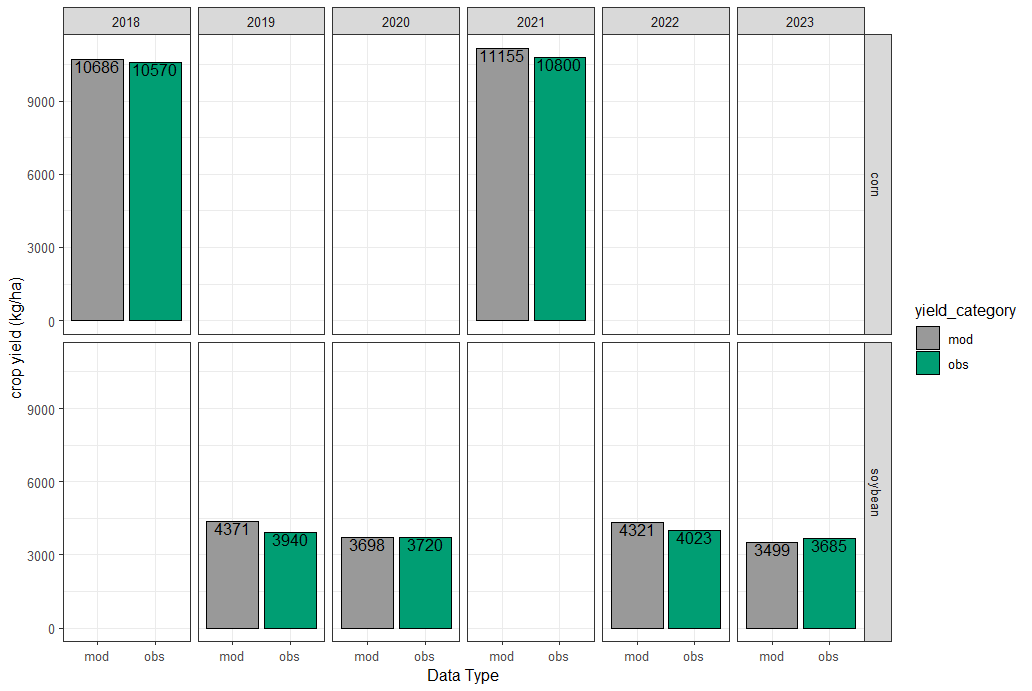 2018 2019 2020 2021 2022 2023
crop yield (kg/ha)
9000
6000
3000
0
10686 10570 11155 10800
corn
9000
6000
3000
0
4371 3940 3698 3720 4321 4023 3499 3685
soybean
mod obs mod obs mod obs mod obs mod obs mod obs
Data Type
yield_category
mod
obs